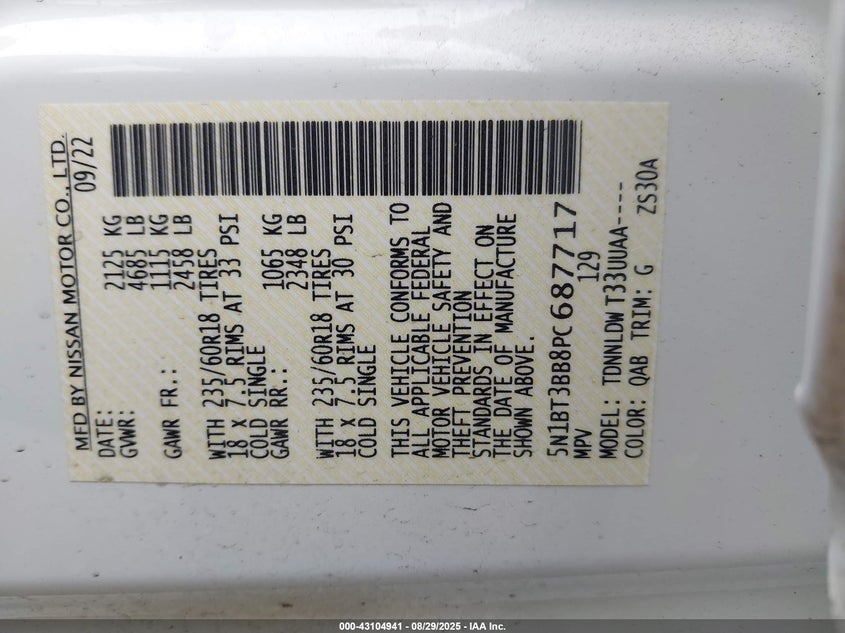 MFD BY NISSAN MOTOR CO., LTD.
DATE: 09/22
GVWR: 2125 KG
4685 LB
GAWR FR.: 1115 KG
2458 LB
WITH 235/60R18 TIRES
18 X 7.5 RIMS AT 33 PSI
COLD SINGLE
GAWR RR.: 1065 KG
2348 LB
WITH 235/60R18 TIRES
18 X 7.5 RIMS AT 30 PSI
COLD SINGLE
THIS VEHICLE CONFORMS TO
ALL APPLICABLE FEDERAL
MOTOR VEHICLE SAFETY AND
THEFT PREVENTION
STANDARDS IN EFFECT ON
THE DATE OF MANUFACTURE
SHOWN ABOVE.
5N1BT3BB8PC687717
MPV 129
MODEL: TDNNLDW T33UUAA-----
COLOR: QAB TRIM: G ZS30A
000-43104941 - 08/29/2025 - IAA Inc.